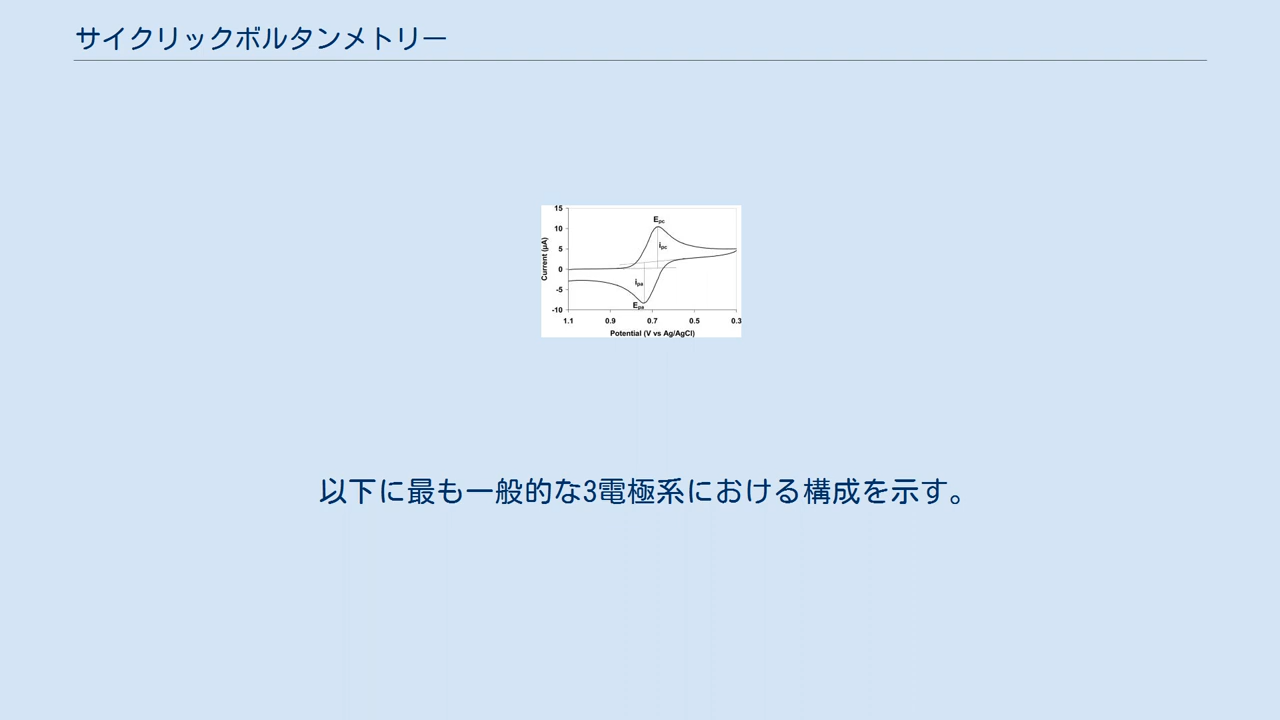 サイクリックボルタンメトリー
15
10
5
0
-5
-10
Current (µA)
Epc
ipc
ipa
Epa
1.1 0.9 0.7 0.5 0.3
Potential (V vs Ag/AgCl)
以下に最も一般的な3電極系における構成を示す。